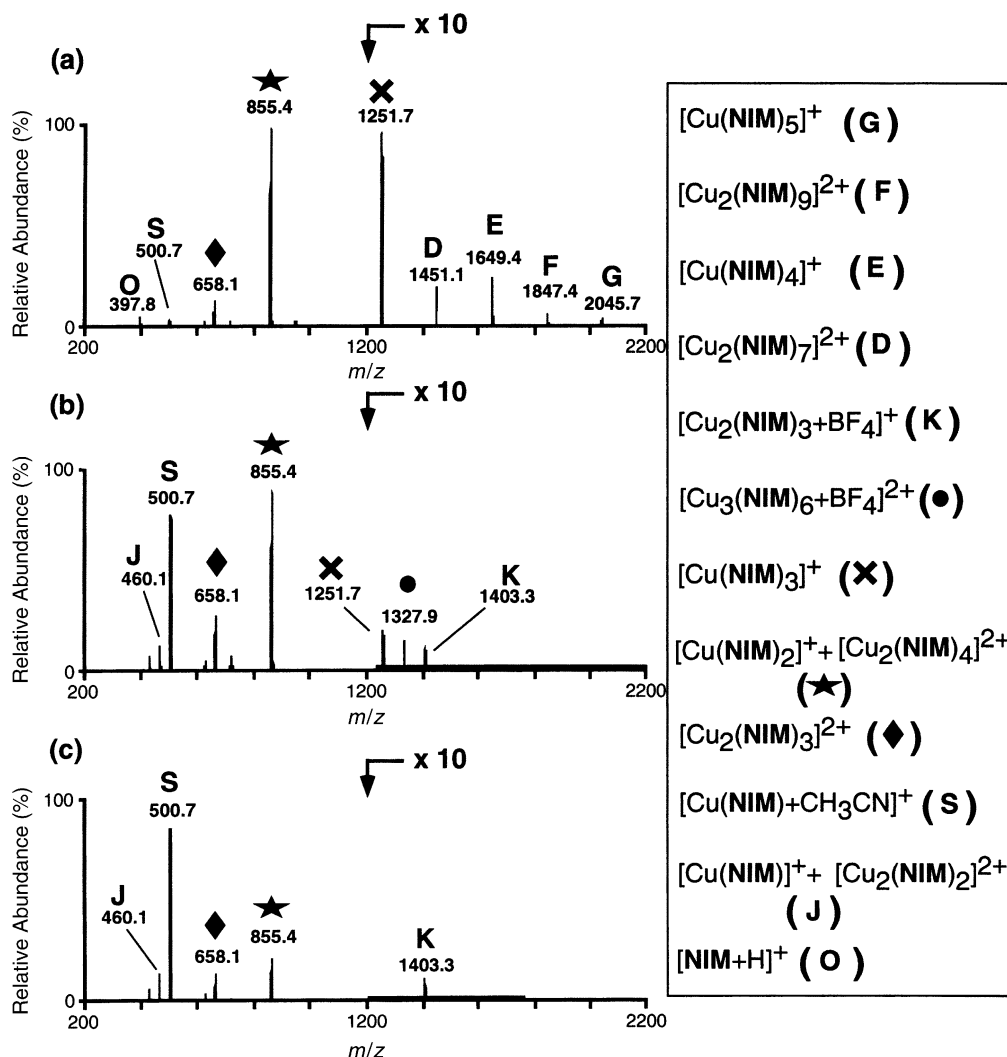 (a)
x 10
Relative Abundance (%)
100
0
O
397.8
S
500.7
658.1
855.4
1251.7
D
1451.1
E
1649.4
F
1847.4
G
2045.7
200
1200
2200
m/z
(b)
x 10
Relative Abundance (%)
100
0
J
460.1
S
500.7
658.1
855.4
1251.7
1327.9
K
1403.3
200
1200
2200
m/z
(c)
x 10
Relative Abundance (%)
100
0
J
460.1
S
500.7
658.1
855.4
K
1403.3
200
1200
2200
m/z
[Cu(NIM)5]+ (G)
[Cu2(NIM)9]2+ (F)
[Cu(NIM)4]+ (E)
[Cu2(NIM)7]2+ (D)
[Cu2(NIM)3+BF4]+ (K)
[Cu3(NIM)6+BF4]2+ (●)
[Cu(NIM)3]+ (✖)
[Cu(NIM)2]+ + [Cu2(NIM)4]2+
(★)
[Cu2(NIM)3]2+ (♦)
[Cu(NIM)+CH3CN]+ (S)
[Cu(NIM)]+ + [Cu2(NIM)2]2+
(J)
[NIM+H]+ (O)